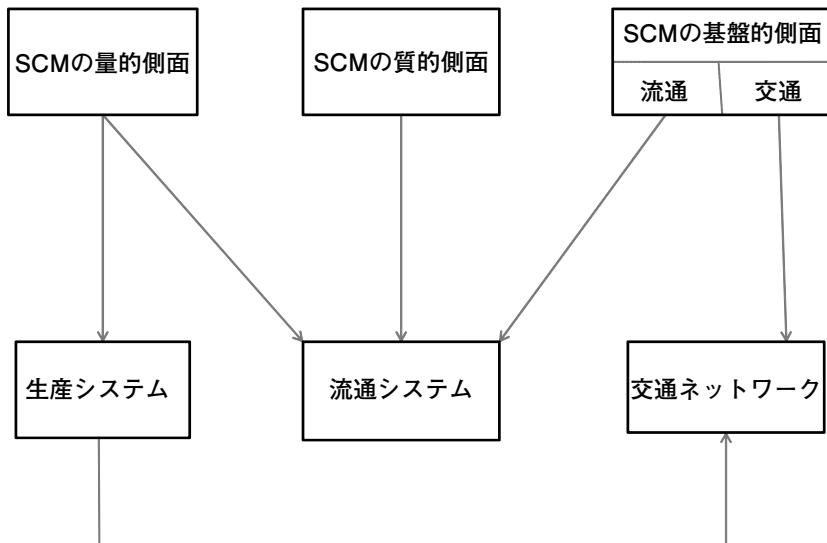 SCMの量的側面
SCMの質的側面
SCMの基盤的側面
流通
交通
生産システム
流通システム
交通ネットワーク